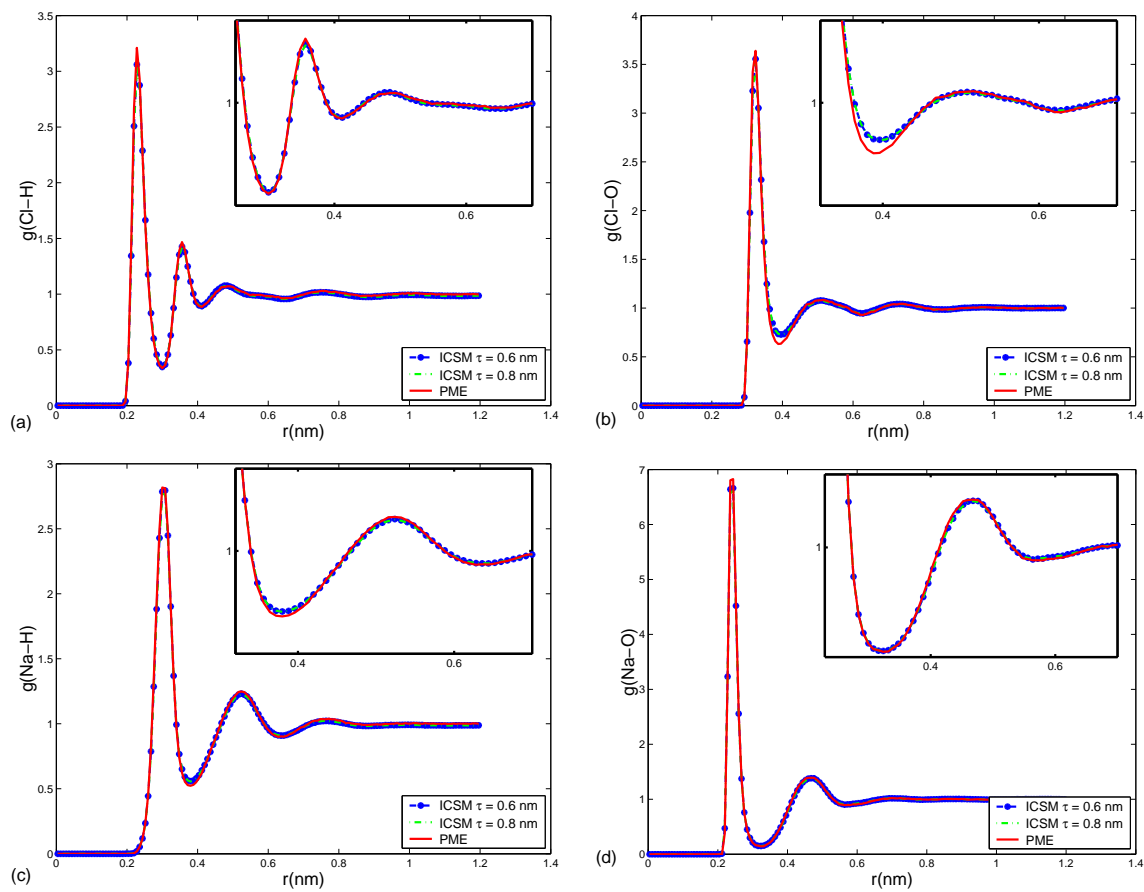 (a)
g(Cl−H)
3.5
3
2.5
2
1.5
1
0.5
0
0 0.2 0.4 0.6 0.8 1 1.2 1.4
r(nm)
1
0.4 0.6
ICSM τ = 0.6 nm
ICSM τ = 0.8 nm
PME
(b)
g(Cl−O)
4
3.5
3
2.5
2
1.5
1
0.5
0
0 0.2 0.4 0.6 0.8 1 1.2 1.4
r(nm)
1
0.4 0.6
ICSM τ = 0.6 nm
ICSM τ = 0.8 nm
PME
(c)
g(Na−H)
3
2.5
2
1.5
1
0.5
0
0 0.2 0.4 0.6 0.8 1 1.2 1.4
r(nm)
1
0.4 0.6
ICSM τ = 0.6 nm
ICSM τ = 0.8 nm
PME
(d)
g(Na−O)
7
6
5
4
3
2
1
0
0 0.2 0.4 0.6 0.8 1 1.2 1.4
r(nm)
1
0.4 0.6
ICSM τ = 0.6 nm
ICSM τ = 0.8 nm
PME